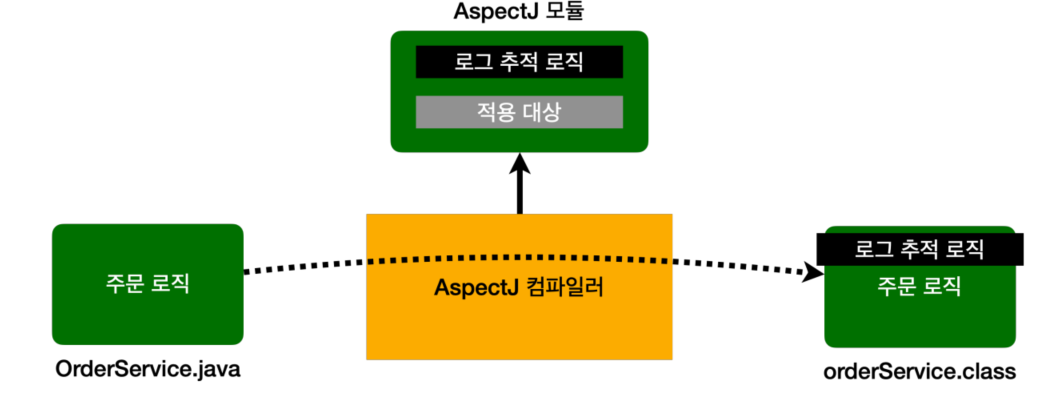 AspectJ 모듈
로그 추적 로직
적용 대상
주문 로직
OrderService.java
AspectJ 컴파일러
로그 추적 로직
주문 로직
orderService.class